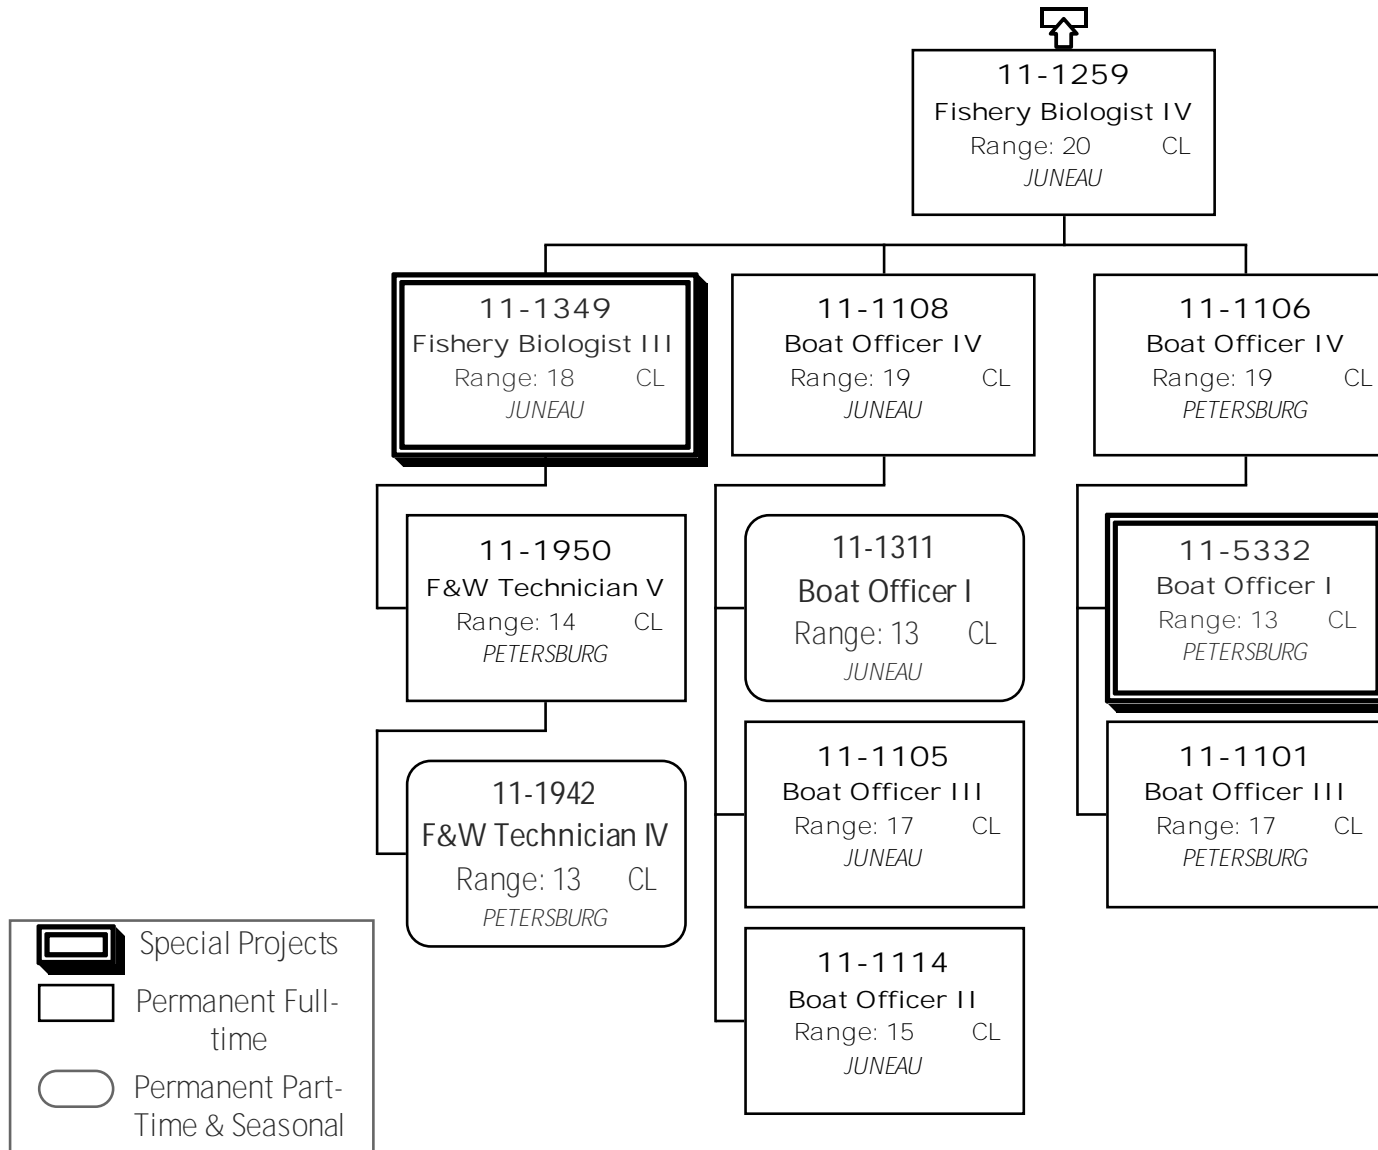 11-1259
Fishery Biologist IV
Range: 20 CL
JUNEAU
11-1349
Fishery Biologist III
Range: 18 CL
JUNEAU
11-1108
Boat Officer IV
Range: 19 CL
JUNEAU
11-1106
Boat Officer IV
Range: 19 CL
PETERSBURG
11-1950
F&W Technician V
Range: 14 CL
PETERSBURG
11-1311
Boat Officer I
Range: 13 CL
JUNEAU
11-5332
Boat Officer I
Range: 13 CL
PETERSBURG
11-1942
F&W Technician IV
Range: 13 CL
PETERSBURG
11-1105
Boat Officer III
Range: 17 CL
JUNEAU
11-1101
Boat Officer III
Range: 17 CL
PETERSBURG
11-1114
Boat Officer II
Range: 15 CL
JUNEAU
Special Projects
Permanent Full-
time
Permanent Part-
Time & Seasonal